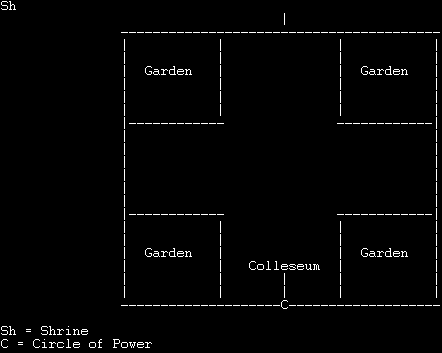 Sh
Garden Garden
Garden Garden
Colleseum
C
Sh = Shrine
C = Circle of Power